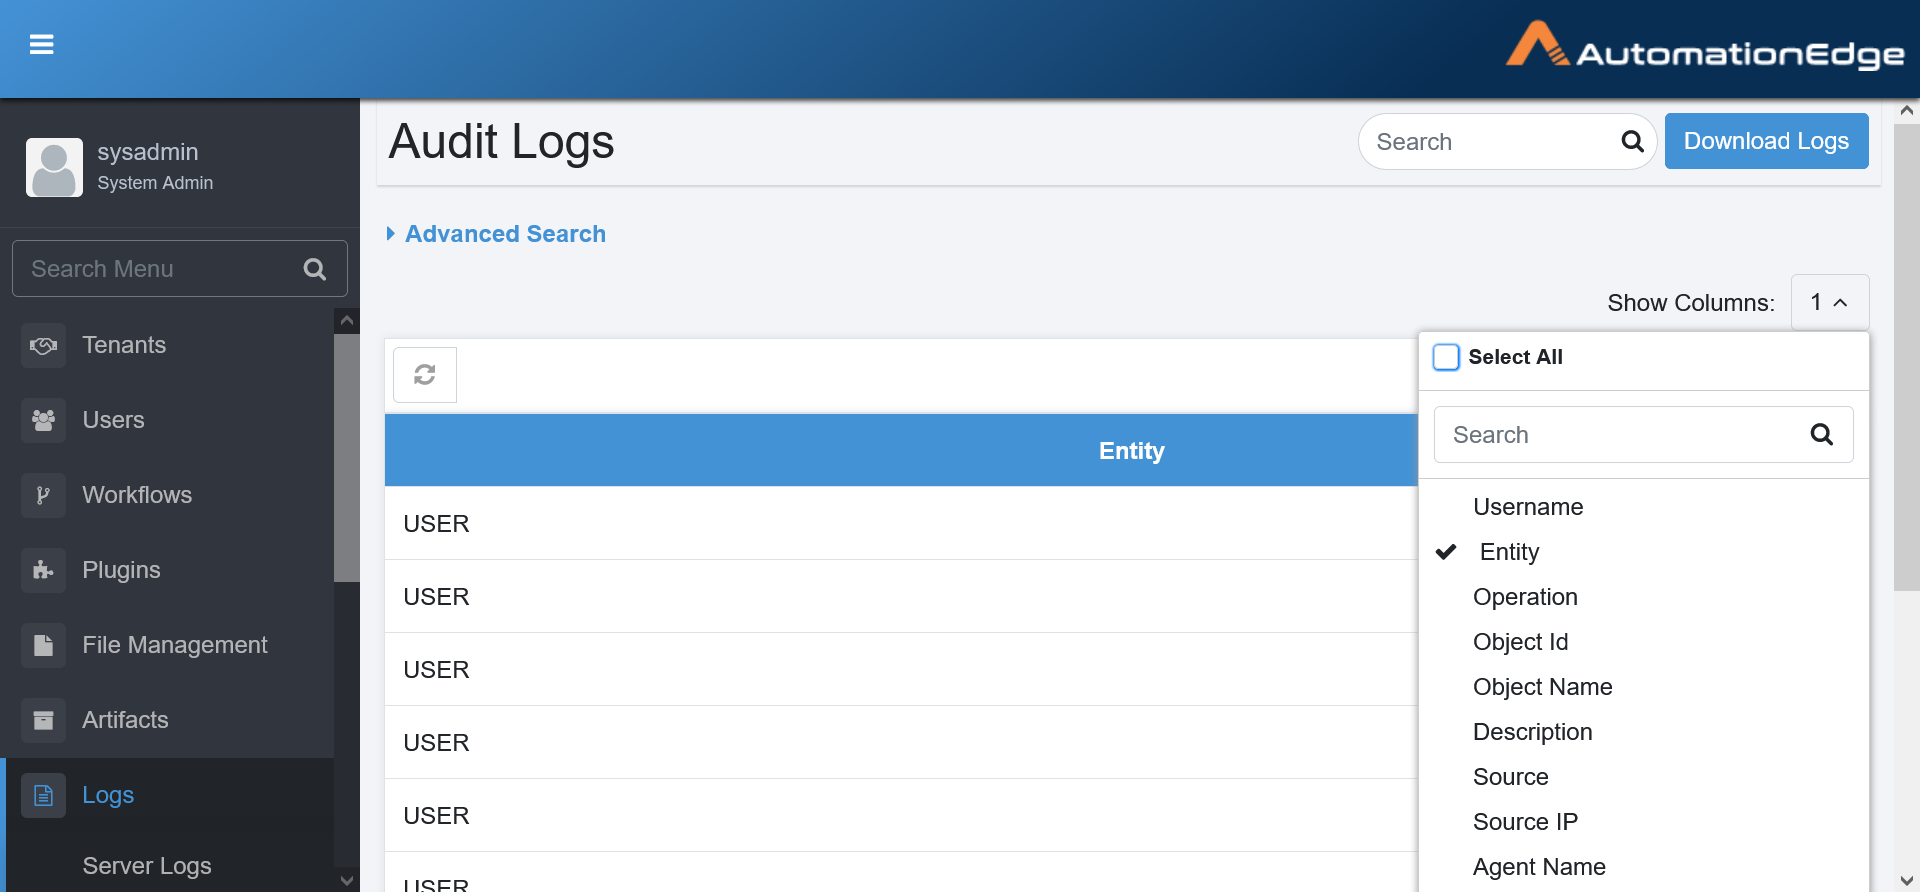 AutomationEdge
sysadmin
System Admin
Search Menu
Tenants
Users
Workflows
Plugins
File Management
Artifacts
Logs
Server Logs
Audit Logs
Search
Download Logs
Advanced Search
Show Columns: 1
Select All
Search
Username
Entity
Operation
Object Id
Object Name
Description
Source
Source IP
Agent Name
Entity
USER
USER
USER
USER
USER
USER